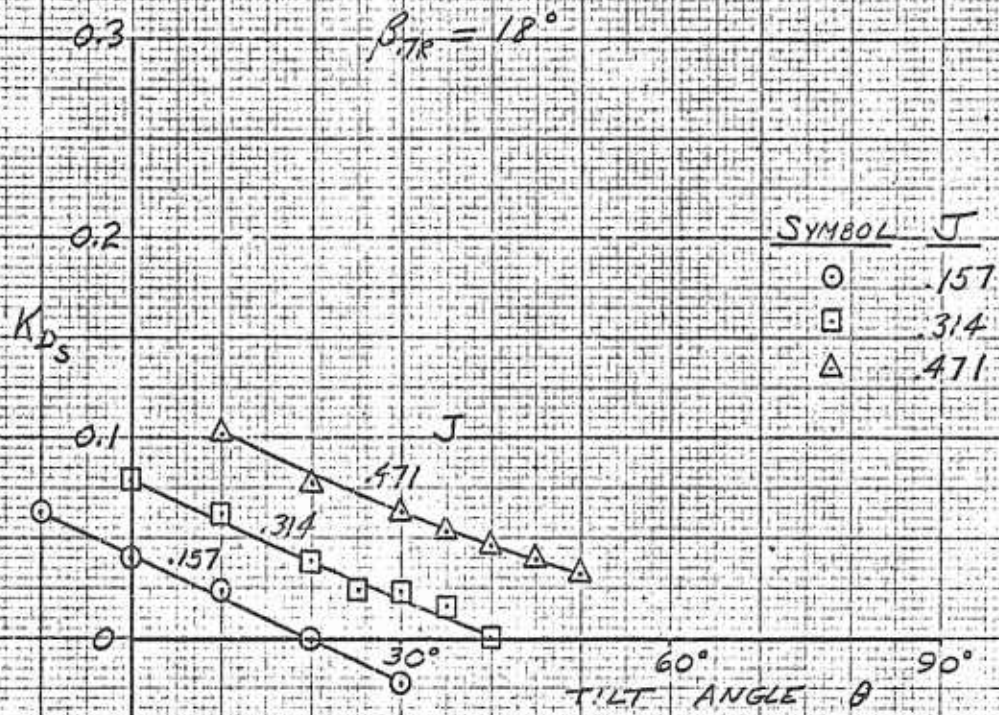 0.3
β.7R = 18°
0.2
SYMBOL J
⊙ .157
⊡ .314
◬ .471
K_DS
0.1
J
.471
.314
.157
0
30°
60°
90°
TILT ANGLE θ